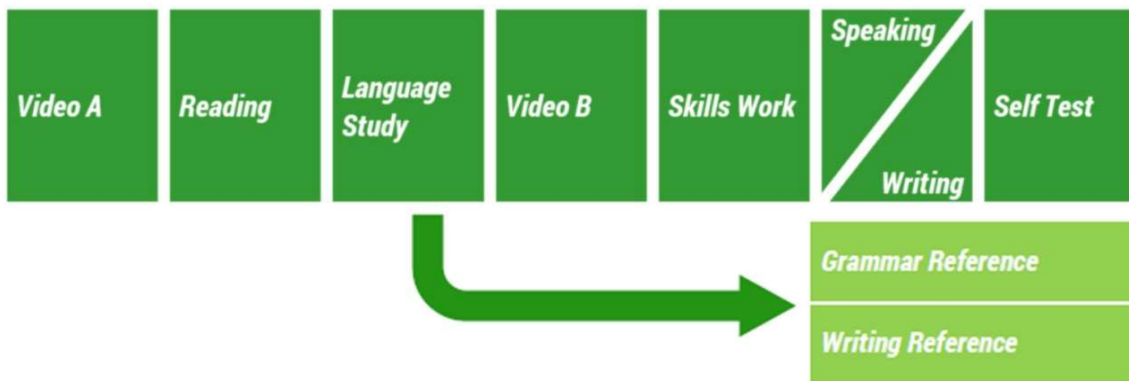 Video A
Reading
Language
Study
Video B
Skills Work
Speaking
Writing
Self Test
Grammar Reference
Writing Reference